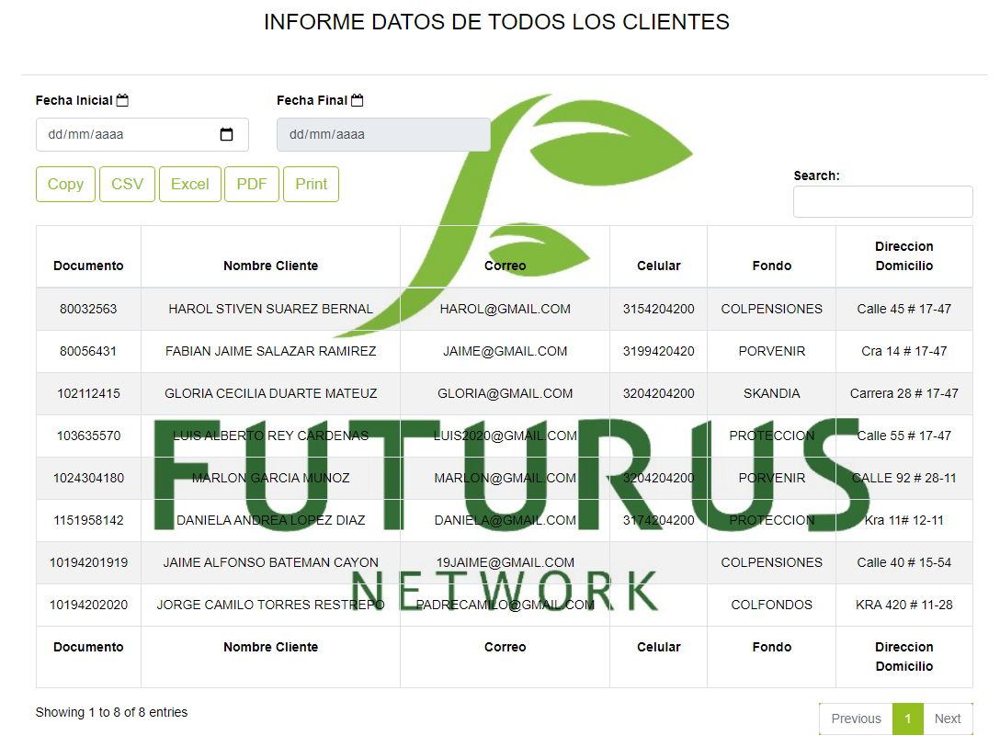 INFORME DATOS DE TODOS LOS CLIENTES
Fecha Inicial Fecha Final
dd/mm/aaaa dd/mm/aaaa
Copy CSV Excel PDF Print
Search:
Documento Nombre Cliente Correo Celular Fondo Direccion Domicilio
80032563 HAROL STIVEN SUAREZ BERNAL HAROL@GMAIL.COM 3154204200 COLPENSIONES Calle 45 # 17-47
80056431 FABIAN JAIME SALAZAR RAMIREZ JAIME@GMAIL.COM 3199420420 PORVENIR Cra 14 # 17-47
102112415 GLORIA CECILIA DUARTE MATEUZ GLORIA@GMAIL.COM 3204204200 SKANDIA Carrera 28 # 17-47
103635570 LUIS ALBERTO REY CARDENAS LUIS2020@GMAIL.COM PROTECCION Calle 55 # 17-47
1024304180 MARLON GARCIA MUNOZ MARLON@GMAIL.COM 3204204200 PORVENIR CALLE 92 # 28-11
1151958142 DANIELA ANDREA LOPEZ DIAZ DANIELA@GMAIL.COM 3174204200 PROTECCION Kra 11# 12-11
10194201919 JAIME ALFONSO BATEMAN CAYON 19JAIME@GMAIL.COM COLPENSIONES Calle 40 # 15-54
10194202020 JORGE CAMILO TORRES RESTREPO PADRECAMILO@GMAIL.COM COLFONDOS KRA 420 # 11-28
Documento Nombre Cliente Correo Celular Fondo Direccion Domicilio
FUTURUS
NETWORK
Showing 1 to 8 of 8 entries
Previous 1 Next